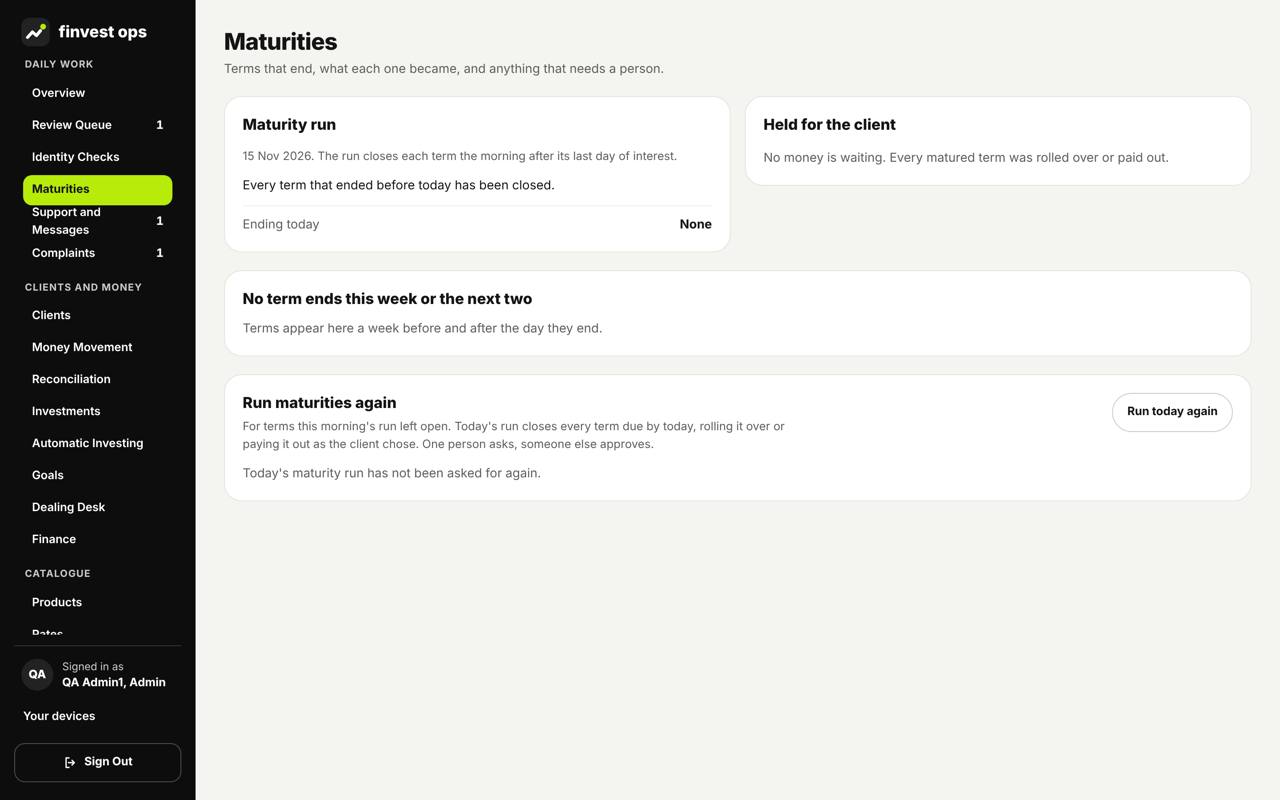 finvest ops
DAILY WORK
Overview
Review Queue 1
Identity Checks
Maturities
Support and
Messages 1
Complaints 1
CLIENTS AND MONEY
Clients
Money Movement
Reconciliation
Investments
Automatic Investing
Goals
Dealing Desk
Finance
CATALOGUE
Products
Rates
QA
Signed in as
QA Admin1, Admin
Your devices
Sign Out
Maturities
Terms that end, what each one became, and anything that needs a person.
Maturity run
15 Nov 2026. The run closes each term the morning after its last day of interest.
Every term that ended before today has been closed.
Ending today None
Held for the client
No money is waiting. Every matured term was rolled over or paid out.
No term ends this week or the next two
Terms appear here a week before and after the day they end.
Run maturities again
For terms this morning's run left open. Today's run closes every term due by today, rolling it over or
paying it out as the client chose. One person asks, someone else approves.
Today's maturity run has not been asked for again.
Run today again